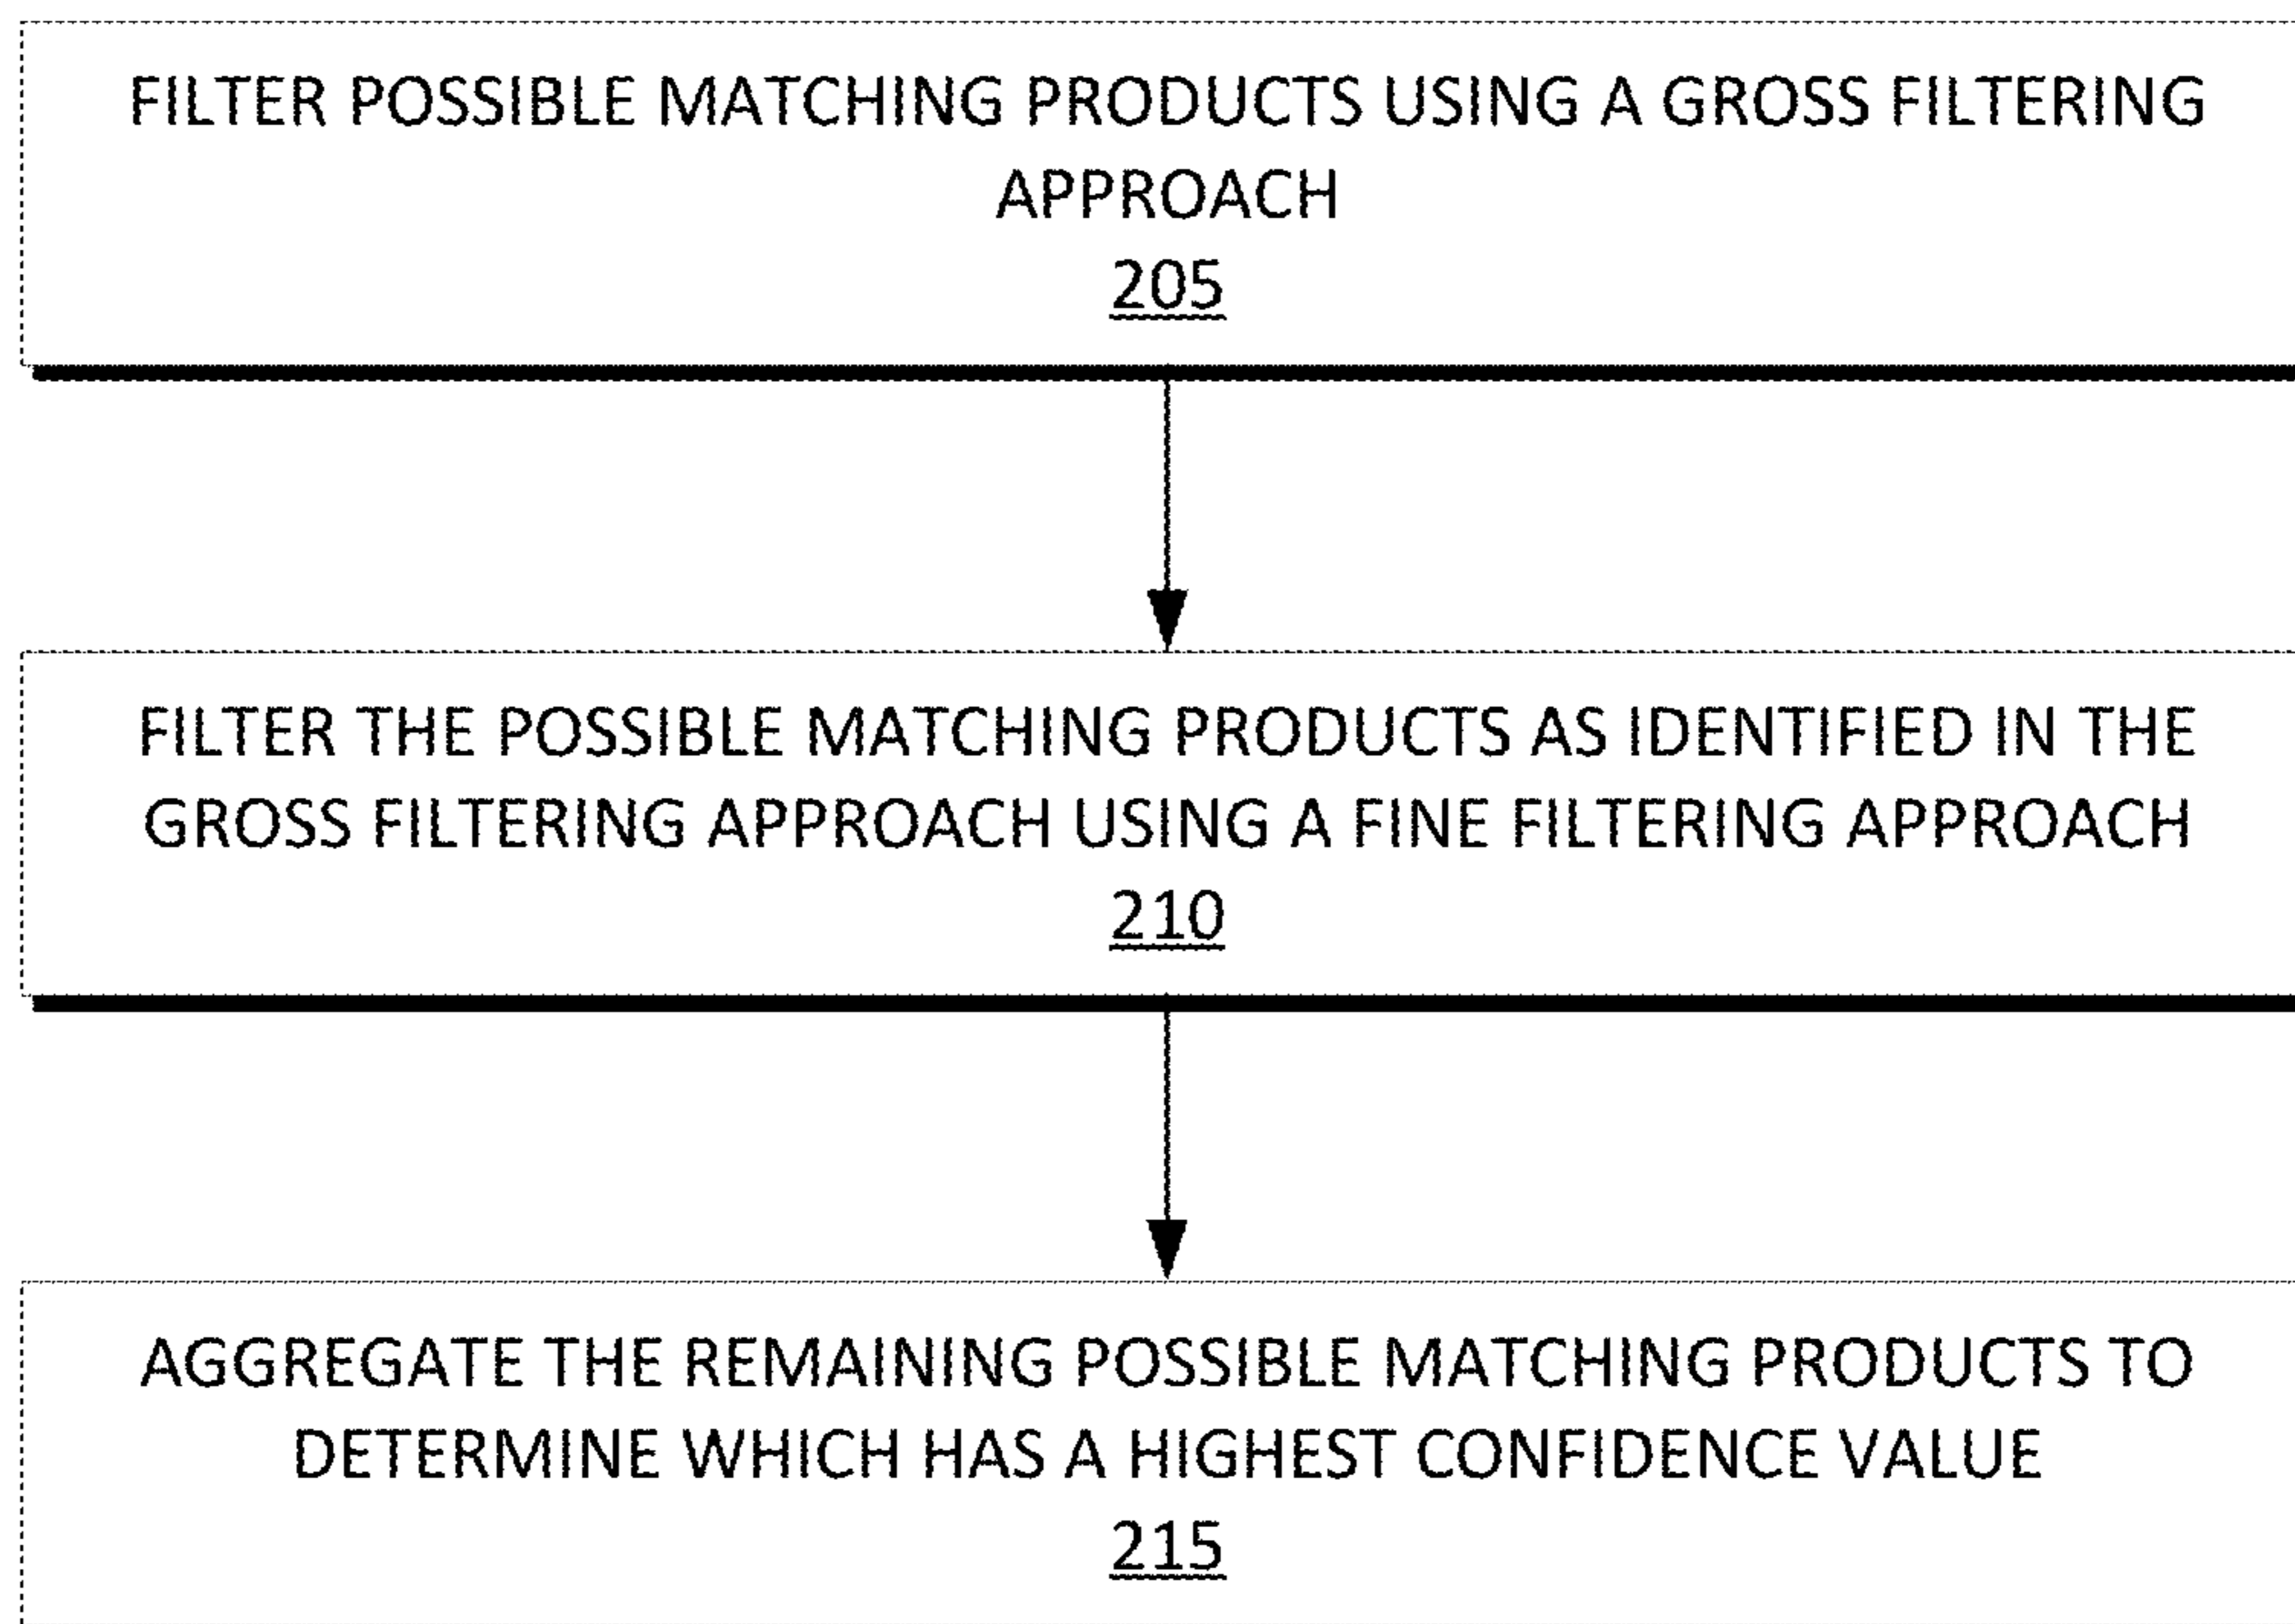 FILTER POSSIBLE MATCHING PRODUCTS USING A GROSS FILTERING
APPROACH
205
FILTER THE POSSIBLE MATCHING PRODUCTS AS IDENTIFIED IN THE
GROSS FILTERING APPROACH USING A FINE FILTERING APPROACH
210
AGGREGATE THE REMAINING POSSIBLE MATCHING PRODUCTS TO
DETERMINE WHICH HAS A HIGHEST CONFIDENCE VALUE
215